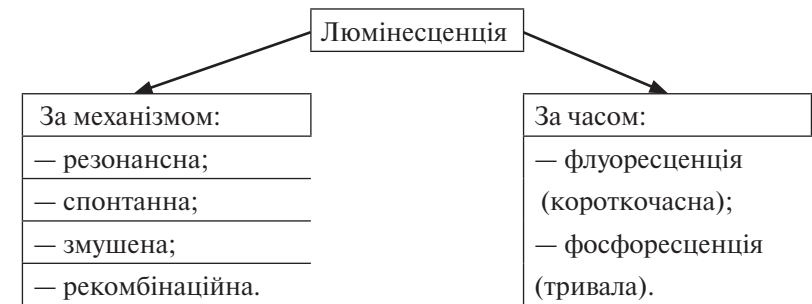 Люмінесценція
За механізмом:
— резонансна;
— спонтанна;
— змушена;
— рекомбінаційна.
За часом:
— флуоресценція
(короткочасна);
— фосфоресценція
(тривала).